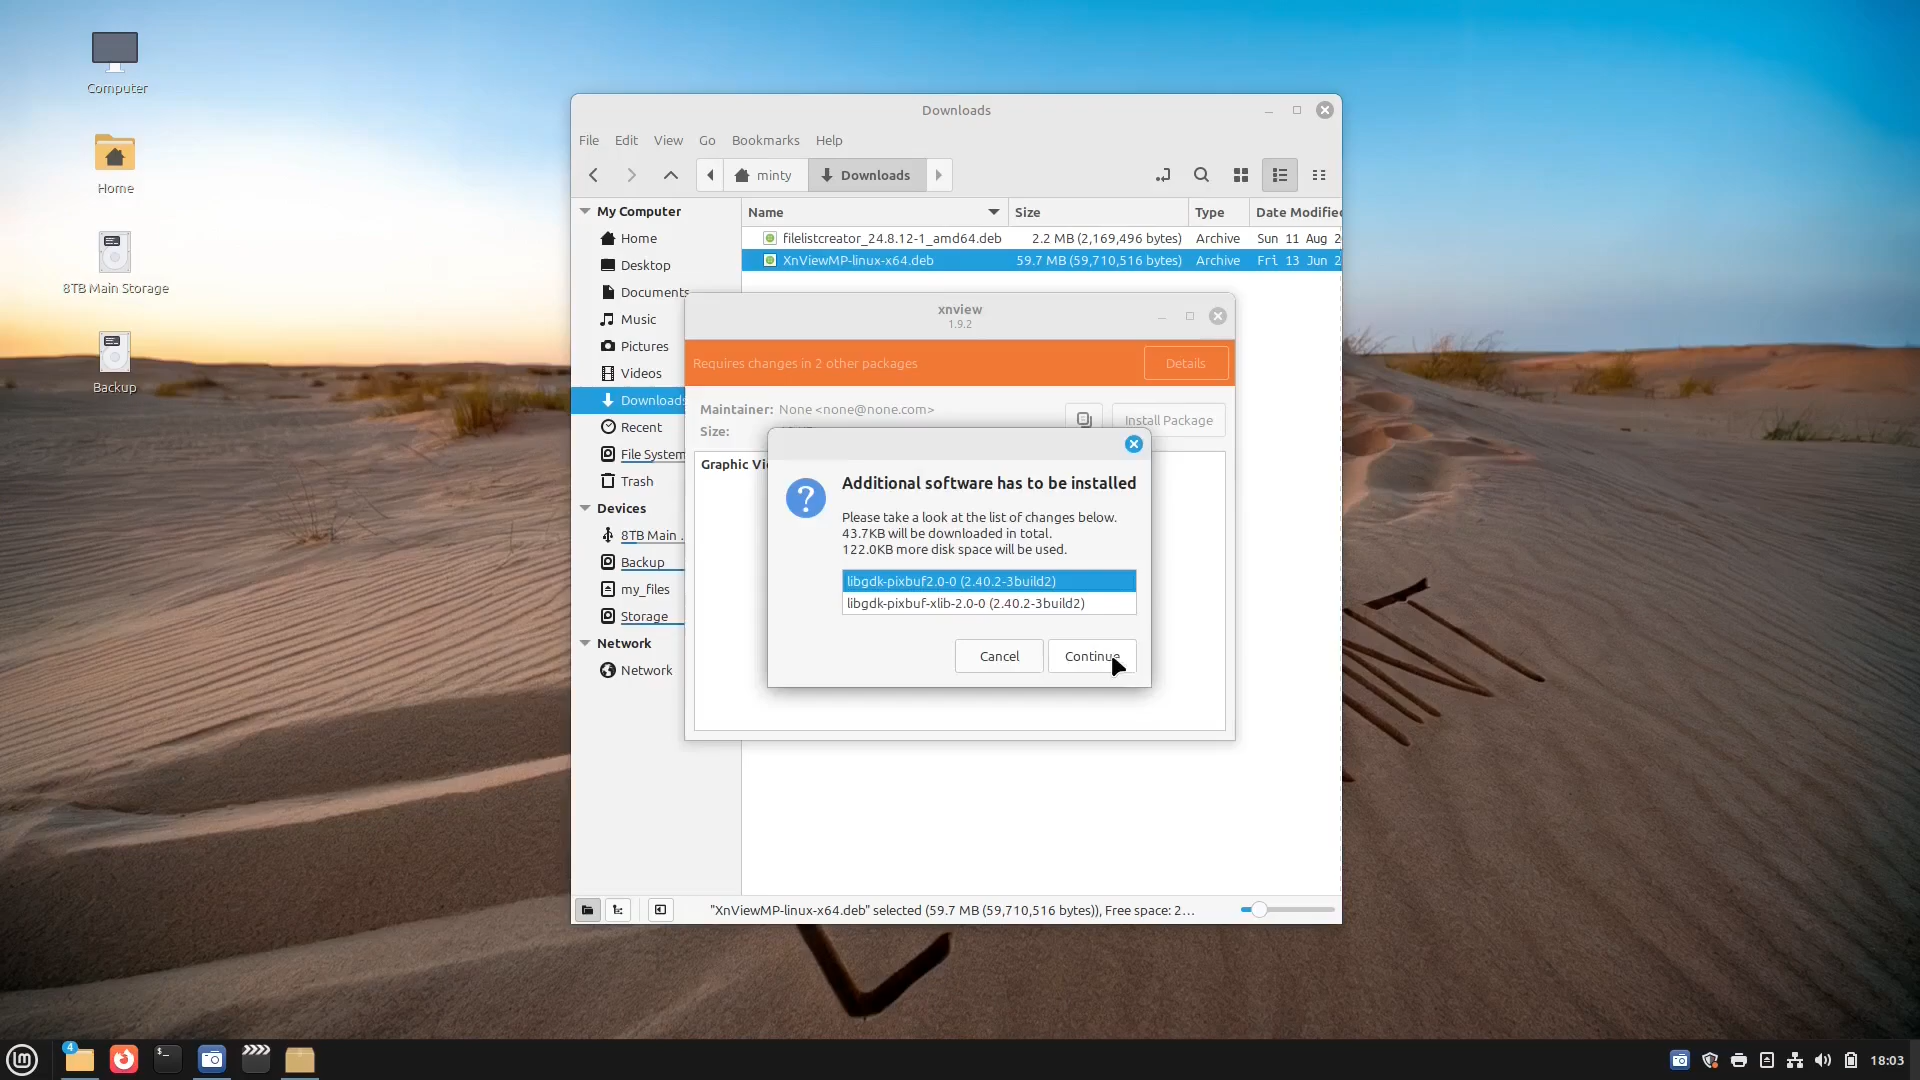 Computer
Home
8TB Main Storage
Backup
Downloads
File Edit View Go Bookmarks Help
minty
Downloads
My Computer
Home
Desktop
Documents
Music
Pictures
Videos
Downloads
Recent
File System
Trash
Devices
8TB Main .
Backup
my_files
Storage
Network
Network
Name Size Type Date Modified
filelistcreator_24.8.12-1_amd64.deb 2.2 MB (2,169,496 bytes) Archive Sun 11 Aug 2
XnViewMP-linux-x64.deb 59.7 MB (59,710,516 bytes) Archive Fri 13 Jun 2
xnview
1.9.2
Requires changes in 2 other packages
Details
Maintainer: None <none@none.com>
Size:
Install Package
Graphic Vi
Additional software has to be installed
Please take a look at the list of changes below.
43.7KB will be downloaded in total.
122.0KB more disk space will be used.
libgdk-pixbuf2.0-0 (2.40.2-3build2)
libgdk-pixbuf-xlib-2.0-0 (2.40.2-3build2)
Cancel
Continue
"XnViewMP-linux-x64.deb" selected (59.7 MB (59,710,516 bytes)), Free space: 2…
4
18:03